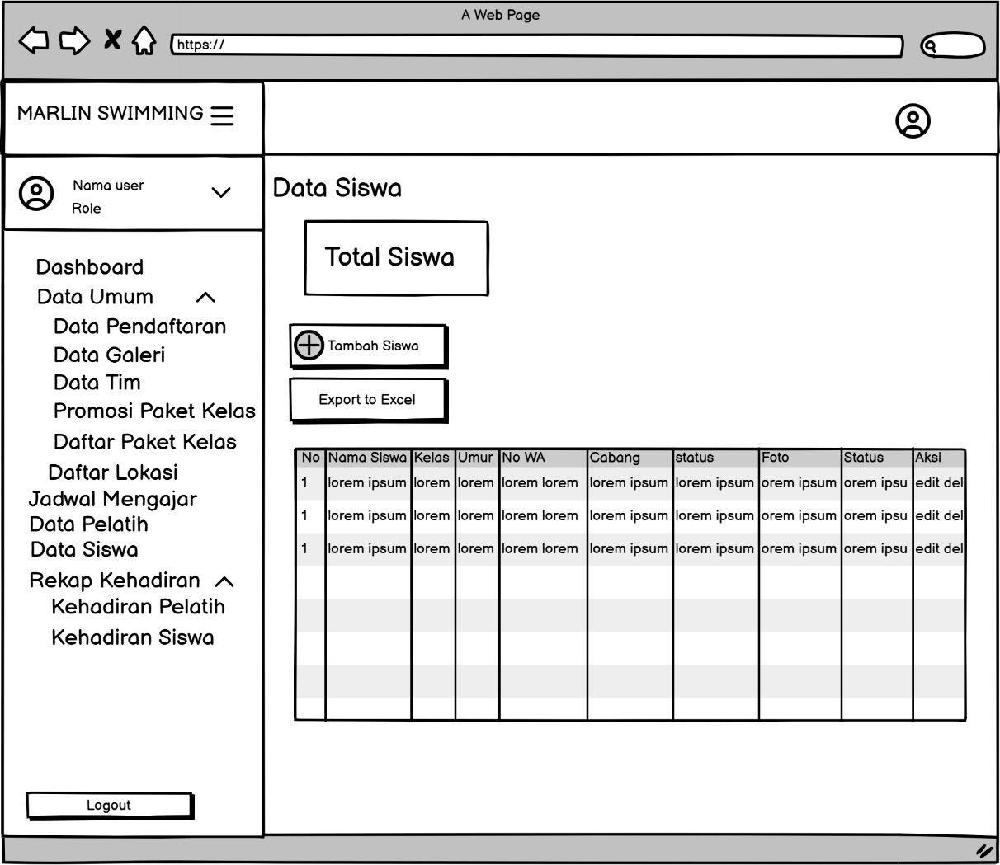 A Web Page
https://
MARLIN SWIMMING
Nama user
Role
Dashboard
Data Umum
Data Pendaftaran
Data Galeri
Data Tim
Promosi Paket Kelas
Daftar Paket Kelas
Daftar Lokasi
Jadwal Mengajar
Data Pelatih
Data Siswa
Rekap Kehadiran
Kehadiran Pelatih
Kehadiran Siswa
Logout
Data Siswa
Total Siswa
Tambah Siswa
Export to Excel
No Nama Siswa Kelas Umur No WA Cabang status Foto Status Aksi
1 lorem ipsum lorem lorem lorem lorem lorem ipsum lorem ipsum orem ipsum orem ipsu edit del
1 lorem ipsum lorem lorem lorem lorem lorem ipsum lorem ipsum orem ipsum orem ipsu edit del
1 lorem ipsum lorem lorem lorem lorem lorem ipsum lorem ipsum orem ipsum orem ipsu edit del